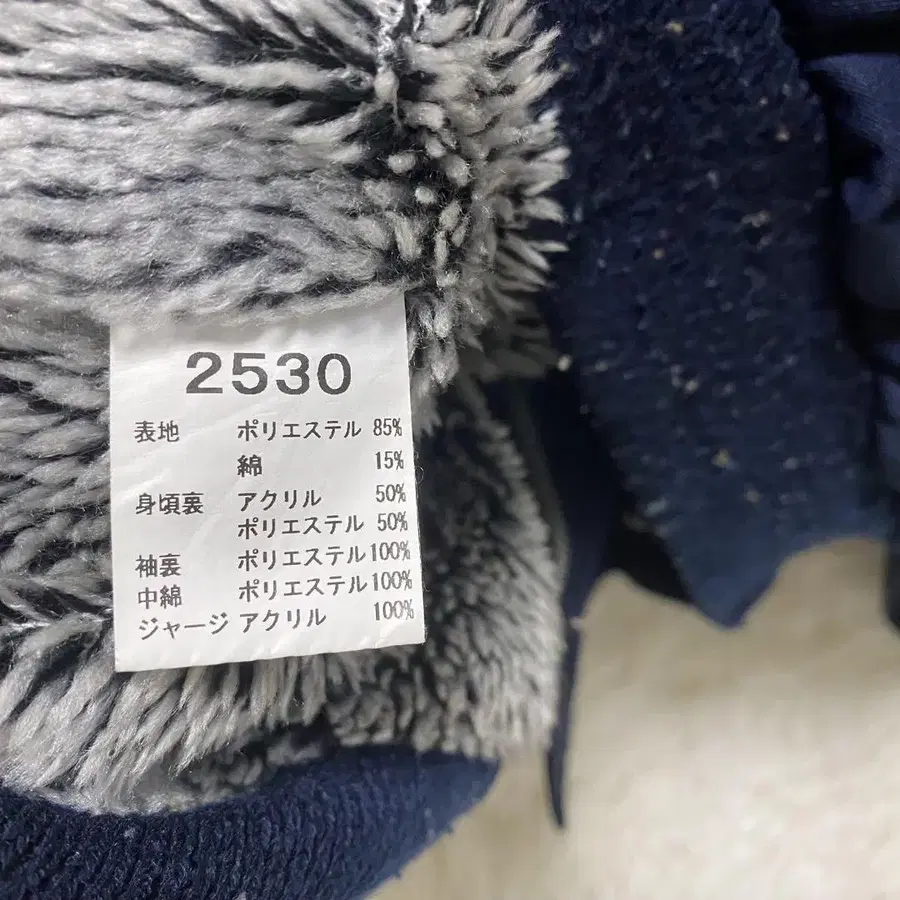 2530
表地 ポリエステル 85%
綿 15%
身頃裏 アクリル 50%
ポリエステル 50%
袖裏 ポリエステル 100%
中綿 ポリエステル 100%
ジャージ アクリル 100%